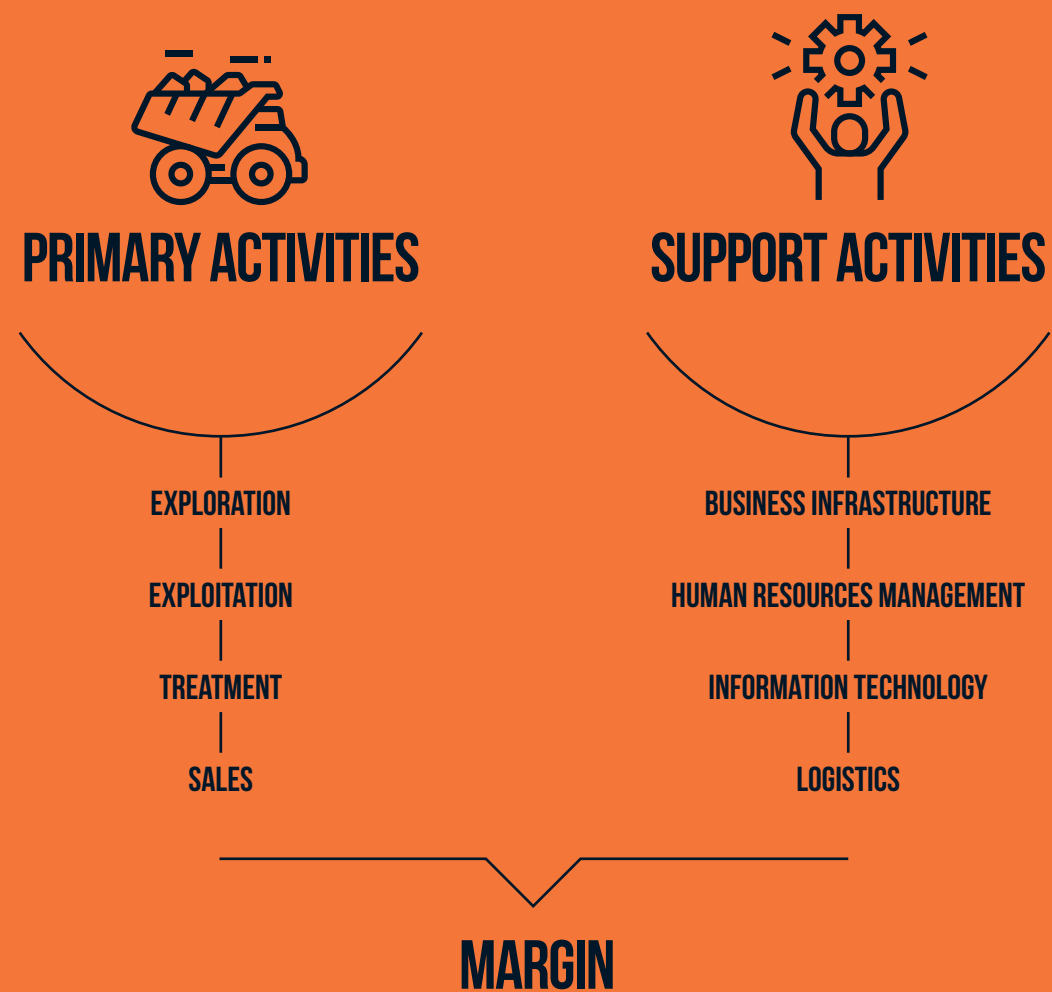 PRIMARY ACTIVITIES
EXPLORATION
EXPLOITATION
TREATMENT
SALES
SUPPORT ACTIVITIES
BUSINESS INFRASTRUCTURE
HUMAN RESOURCES MANAGEMENT
INFORMATION TECHNOLOGY
LOGISTICS
MARGIN